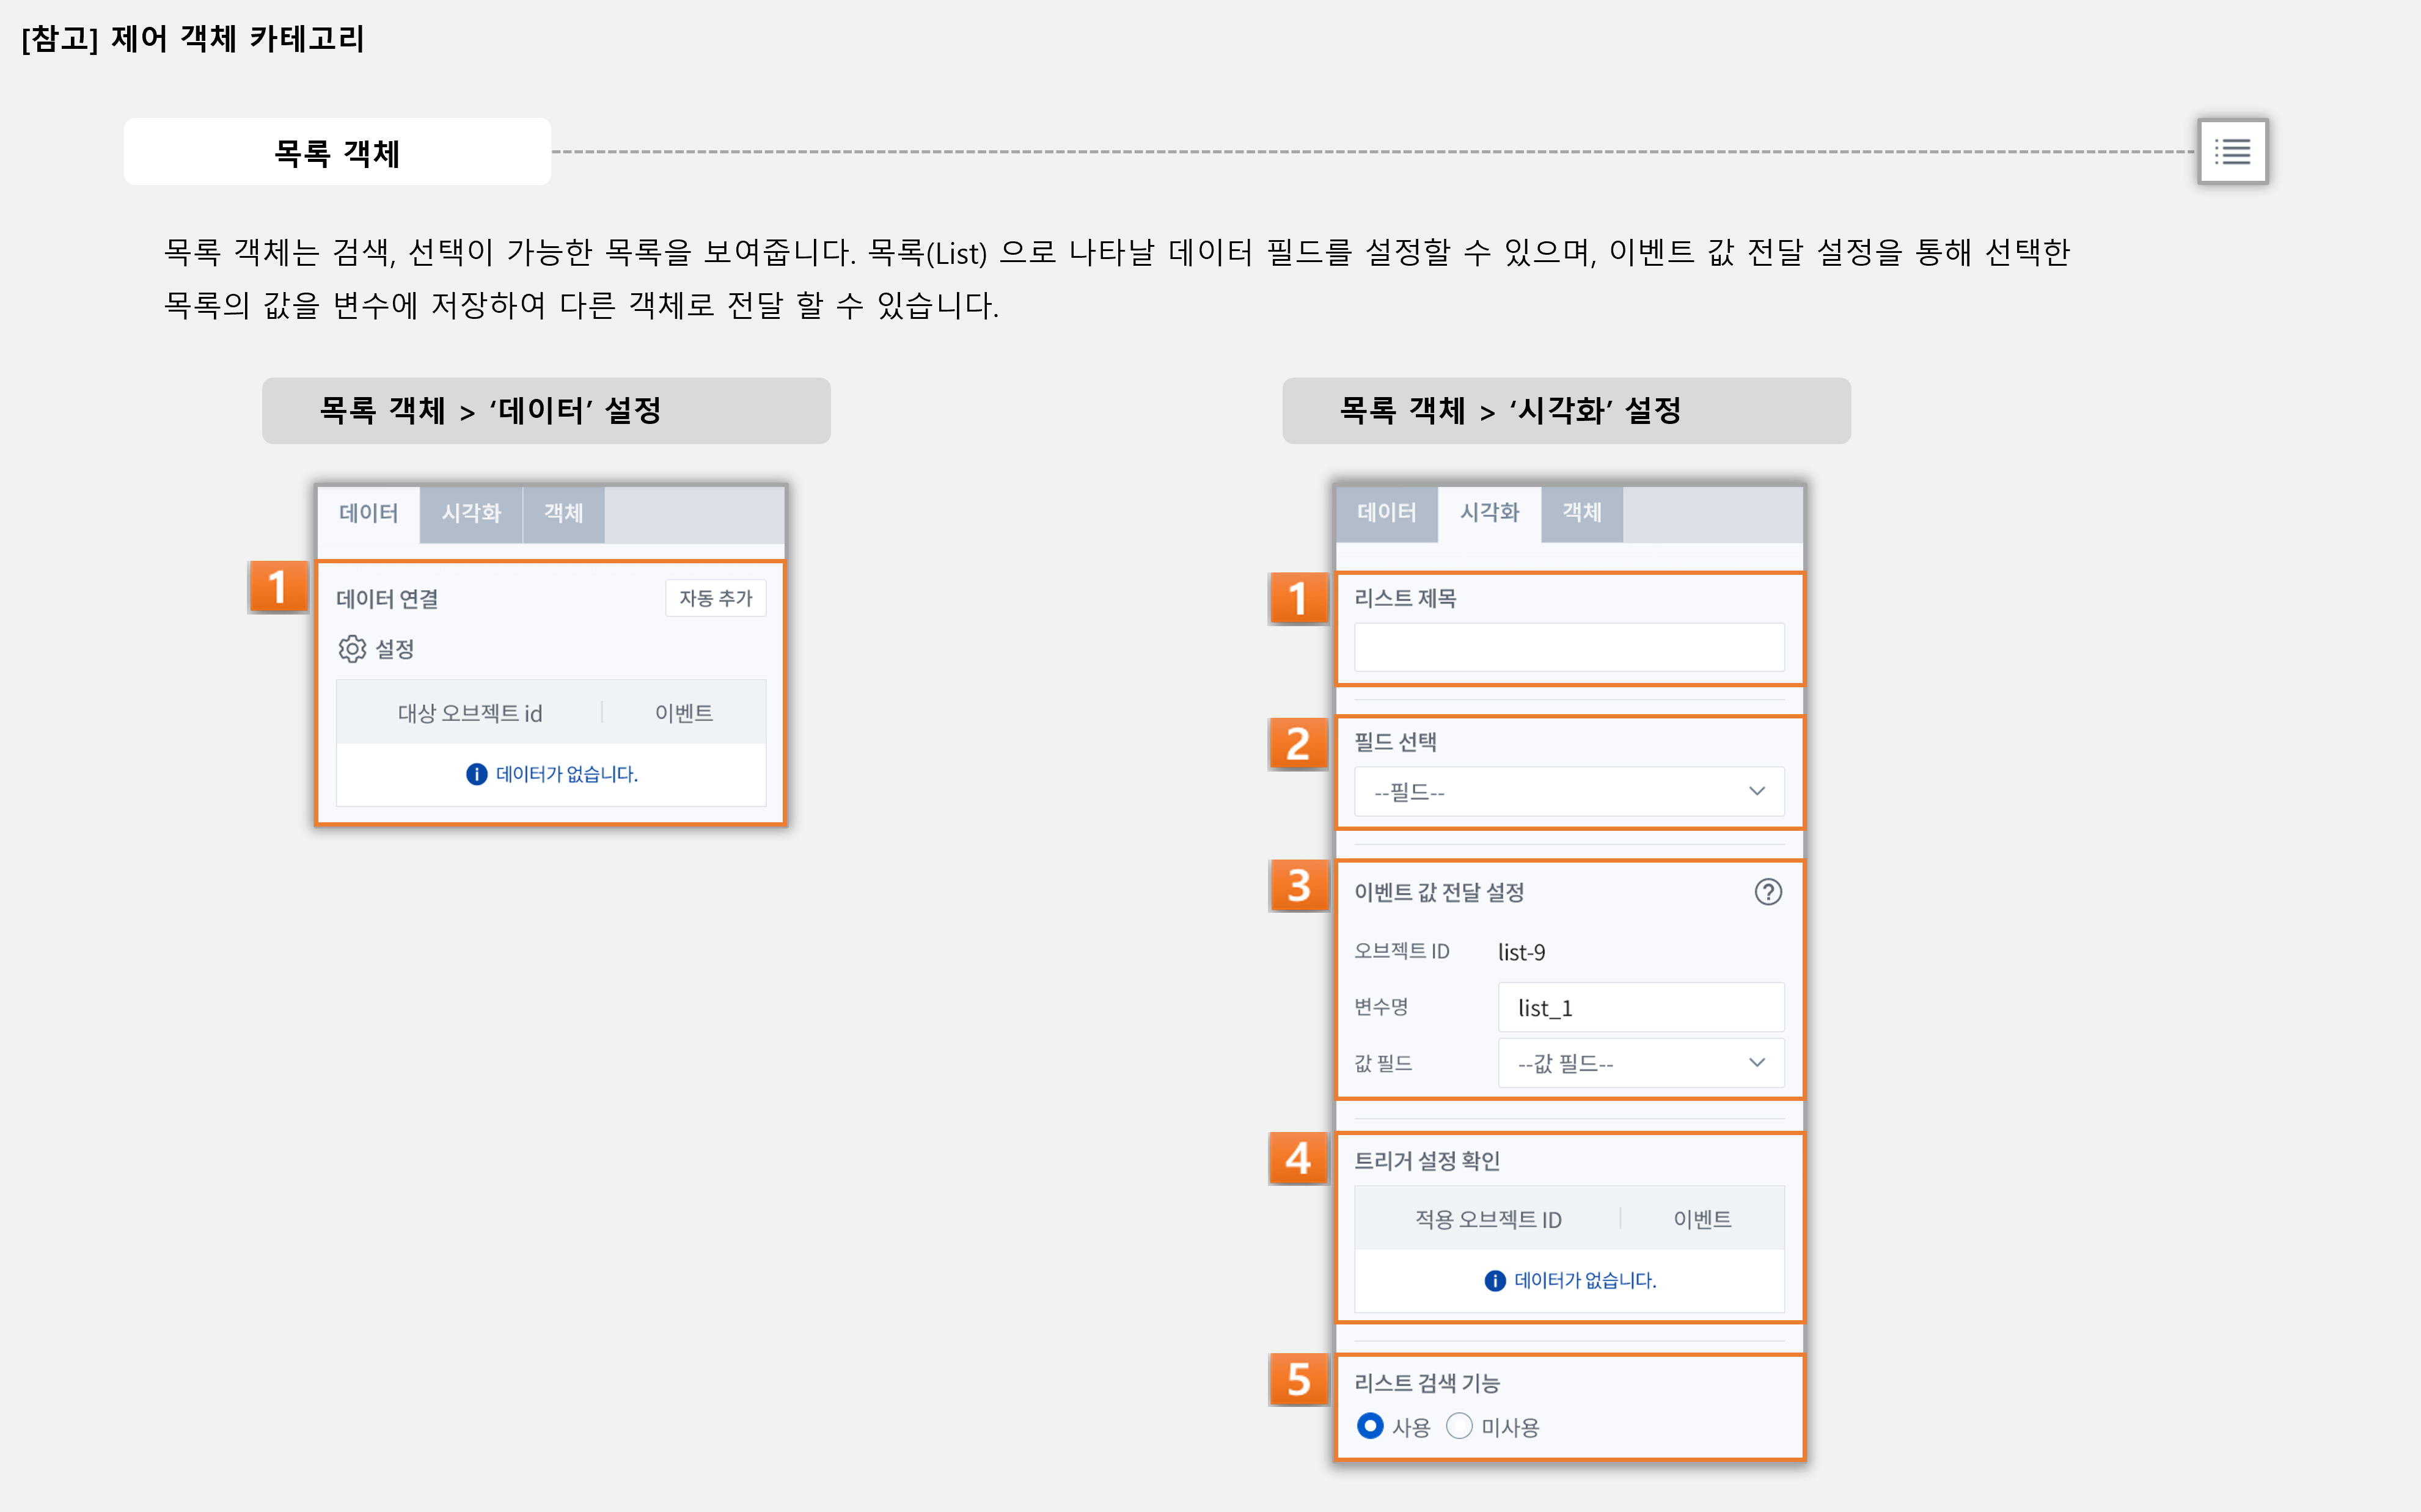 [참고] 제어 객체 카테고리
목록 객체
목록 객체는 검색, 선택이 가능한 목록을 보여줍니다. 목록(List) 으로 나타날 데이터 필드를 설정할 수 있으며, 이벤트 값 전달 설정을 통해 선택한
목록의 값을 변수에 저장하여 다른 객체로 전달 할 수 있습니다.
목록 객체 > ‘데이터’ 설정
데이터 시각화 객체
1
데이터 연결 자동 추가
설정
대상 오브젝트 id 이벤트
데이터가 없습니다.
목록 객체 > ‘시각화’ 설정
데이터 시각화 객체
1
리스트 제목
2
필드 선택
--필드--
3
이벤트 값 전달 설정 ?
오브젝트 ID list-9
변수명 list_1
값 필드 --값 필드--
4
트리거 설정 확인
적용 오브젝트 ID 이벤트
데이터가 없습니다.
5
리스트 검색 기능
사용 미사용